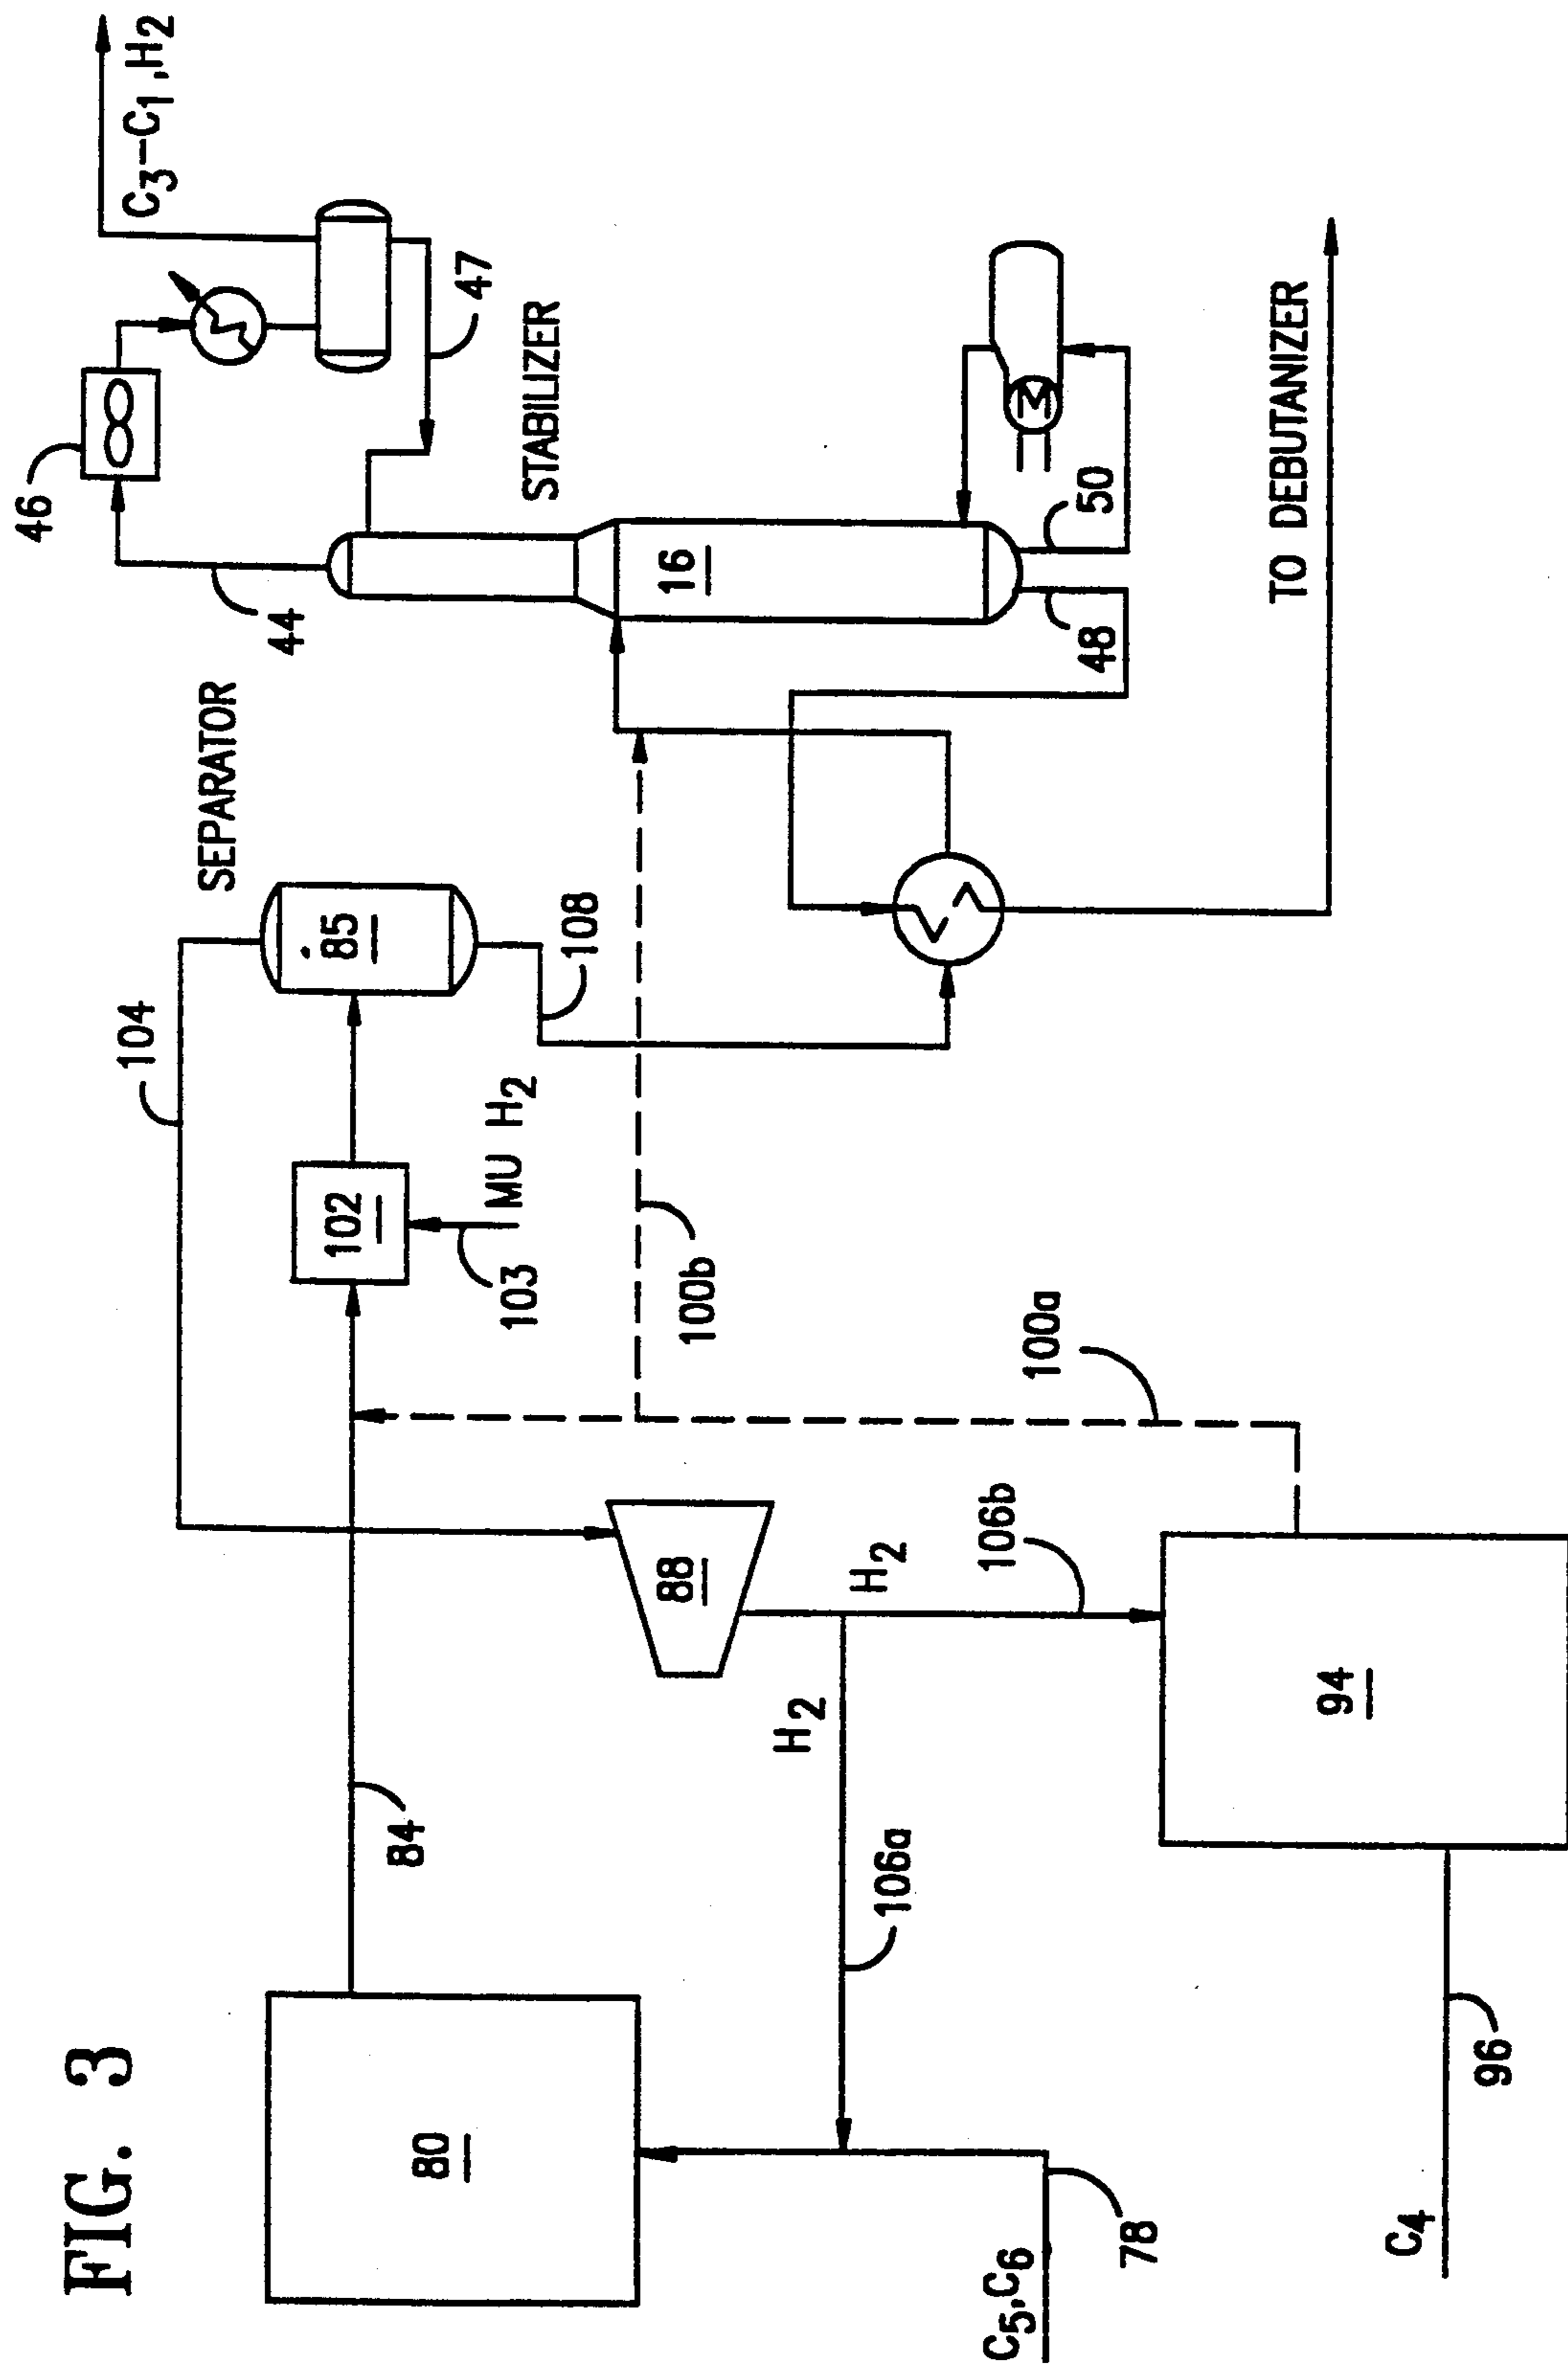 FIG. 3
46
C₃–C₁,H₂
44
47
STABILIZER
SEPARATOR
104
85
102
103
MU H₂
108
16
50
48
TO DEBUTANIZER
84
100b
100a
88
H₂
H₂
106b
106a
80
94
C₅,C₆
78
C₄
96